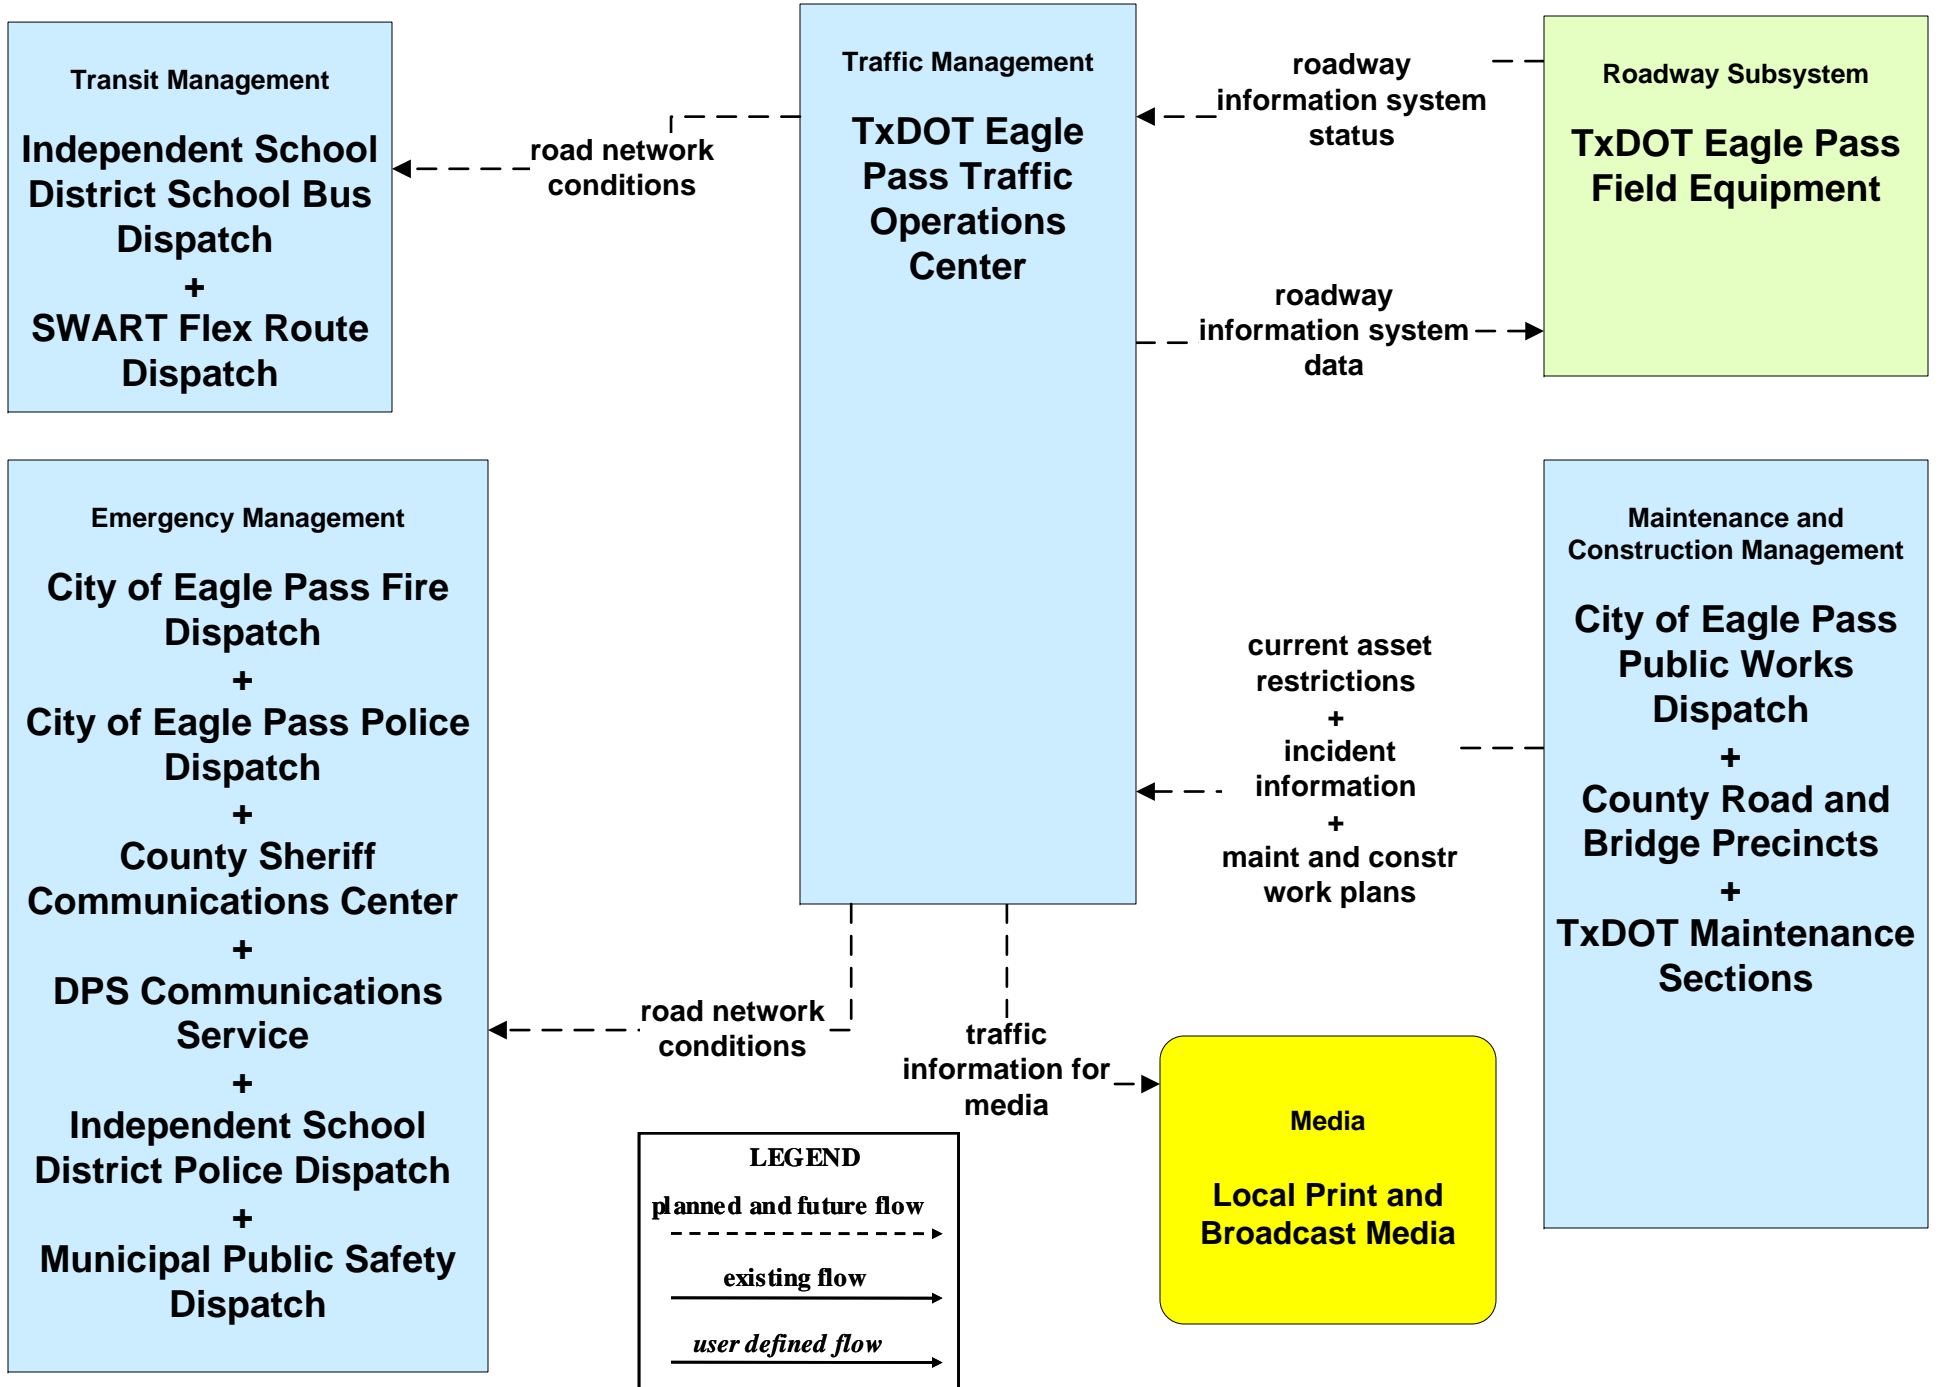 Transit Management
Independent School
District School Bus
Dispatch
+
SWART Flex Route
Dispatch
road network
conditions
Traffic Management
TxDOT Eagle
Pass Traffic
Operations
Center
roadway
information system
status
roadway
information system
data
Roadway Subsystem
TxDOT Eagle Pass
Field Equipment
Emergency Management
City of Eagle Pass Fire
Dispatch
+
City of Eagle Pass Police
Dispatch
+
County Sheriff
Communications Center
+
DPS Communications
Service
+
Independent School
District Police Dispatch
+
Municipal Public Safety
Dispatch
road network
conditions
traffic
information for
media
current asset
restrictions
+
incident
information
+
maint and constr
work plans
Maintenance and
Construction Management
City of Eagle Pass
Public Works
Dispatch
+
County Road and
Bridge Precincts
+
TxDOT Maintenance
Sections
Media
Local Print and
Broadcast Media
LEGEND
planned and future flow
existing flow
user defined flow